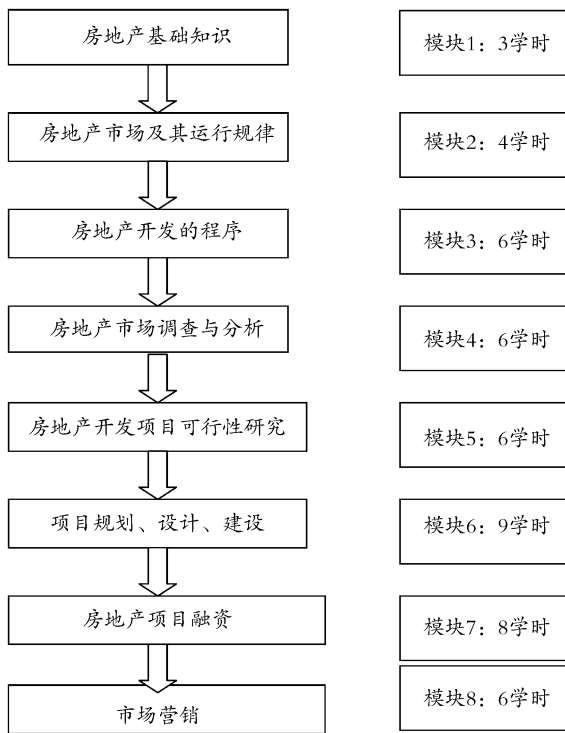 房地产基础知识
模块1：3学时
房地产市场及其运行规律
模块2：4学时
房地产开发的程序
模块3：6学时
房地产市场调查与分析
模块4：6学时
房地产开发项目可行性研究
模块5：6学时
项目规划、设计、建设
模块6：9学时
房地产项目融资
模块7：8学时
市场营销
模块8：6学时